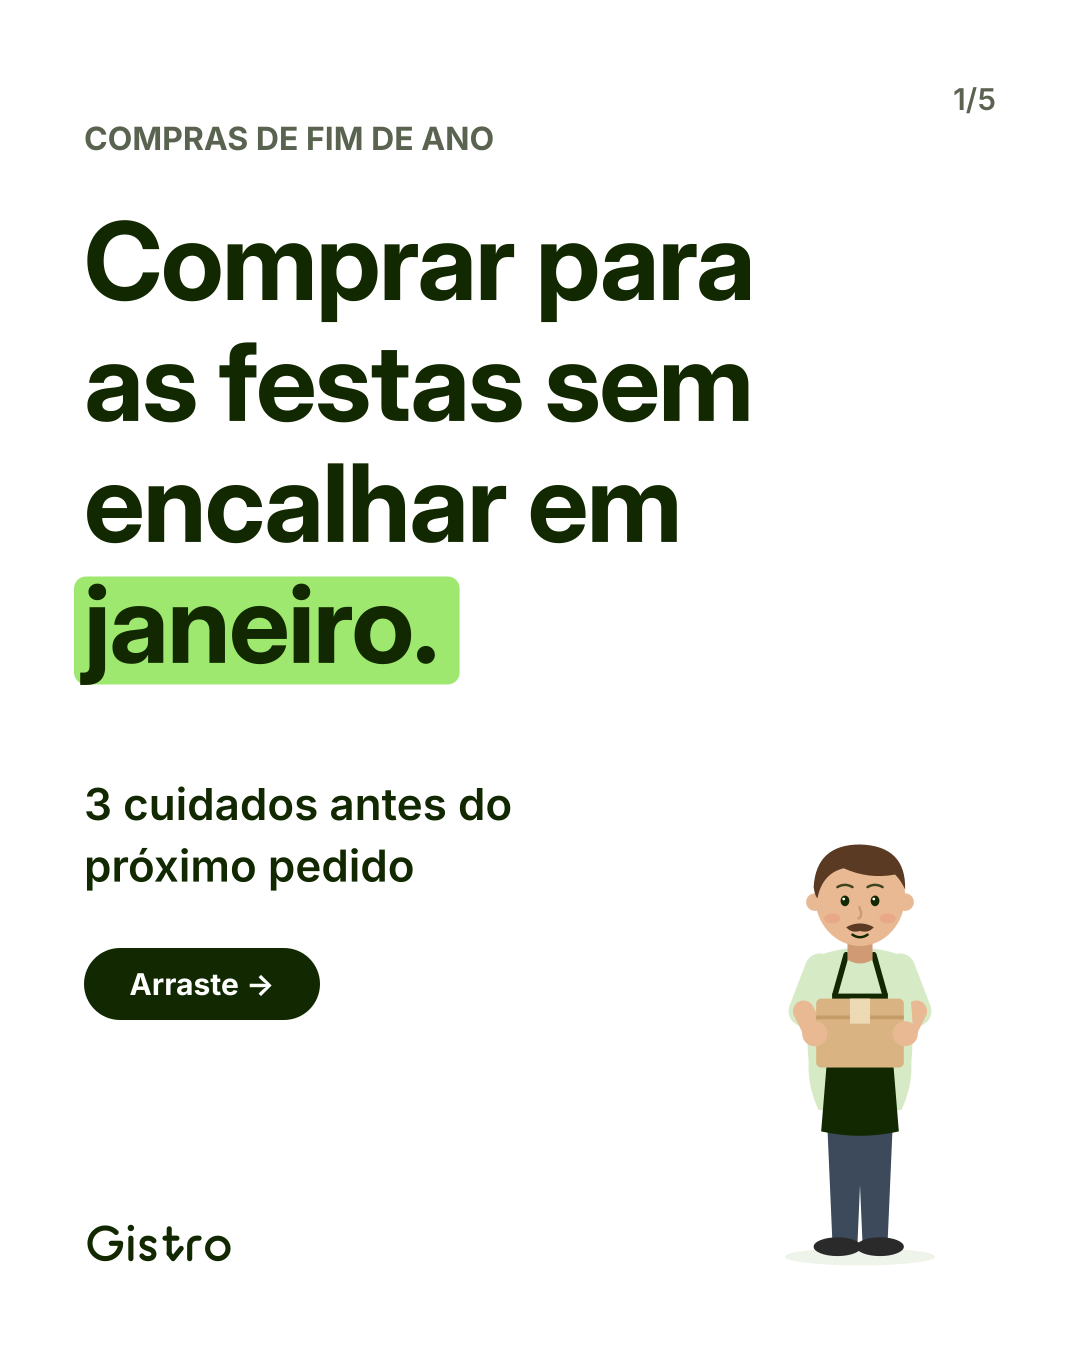 1/5
COMPRAS DE FIM DE ANO
Comprar para
as festas sem
encalhar em
janeiro.
3 cuidados antes do
próximo pedido
Arraste →
Gistro